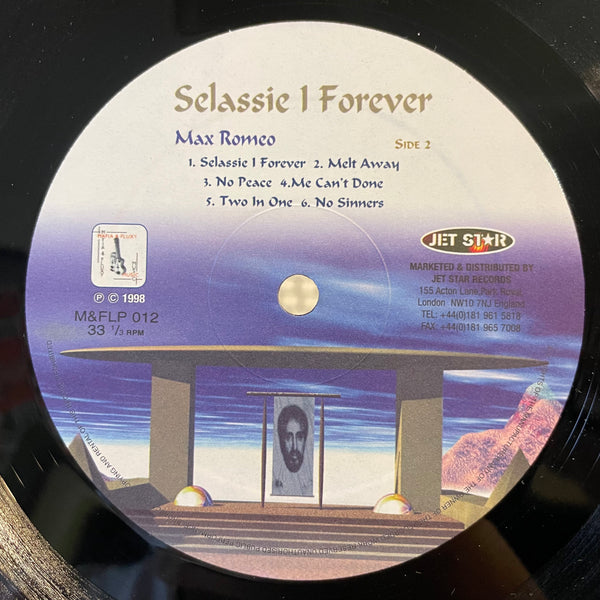 Selassie I Forever
Max Romeo
SIDE 2
1. Selassie I Forever 2. Melt Away
3. No Peace 4.Me Can't Done
5. Two In One 6. No Sinners
MAFIA & FLUXY
JET STAR
MARKETED & DISTRIBUTED BY
JET STAR RECORDS
155 Acton Lane,Park Royal,
London NW10 7NJ England
TEL: +44(0)181 961 5818
FAX: +44(0)181 965 7008
℗ © 1998
M&FLP 012
33 1/3 RPM